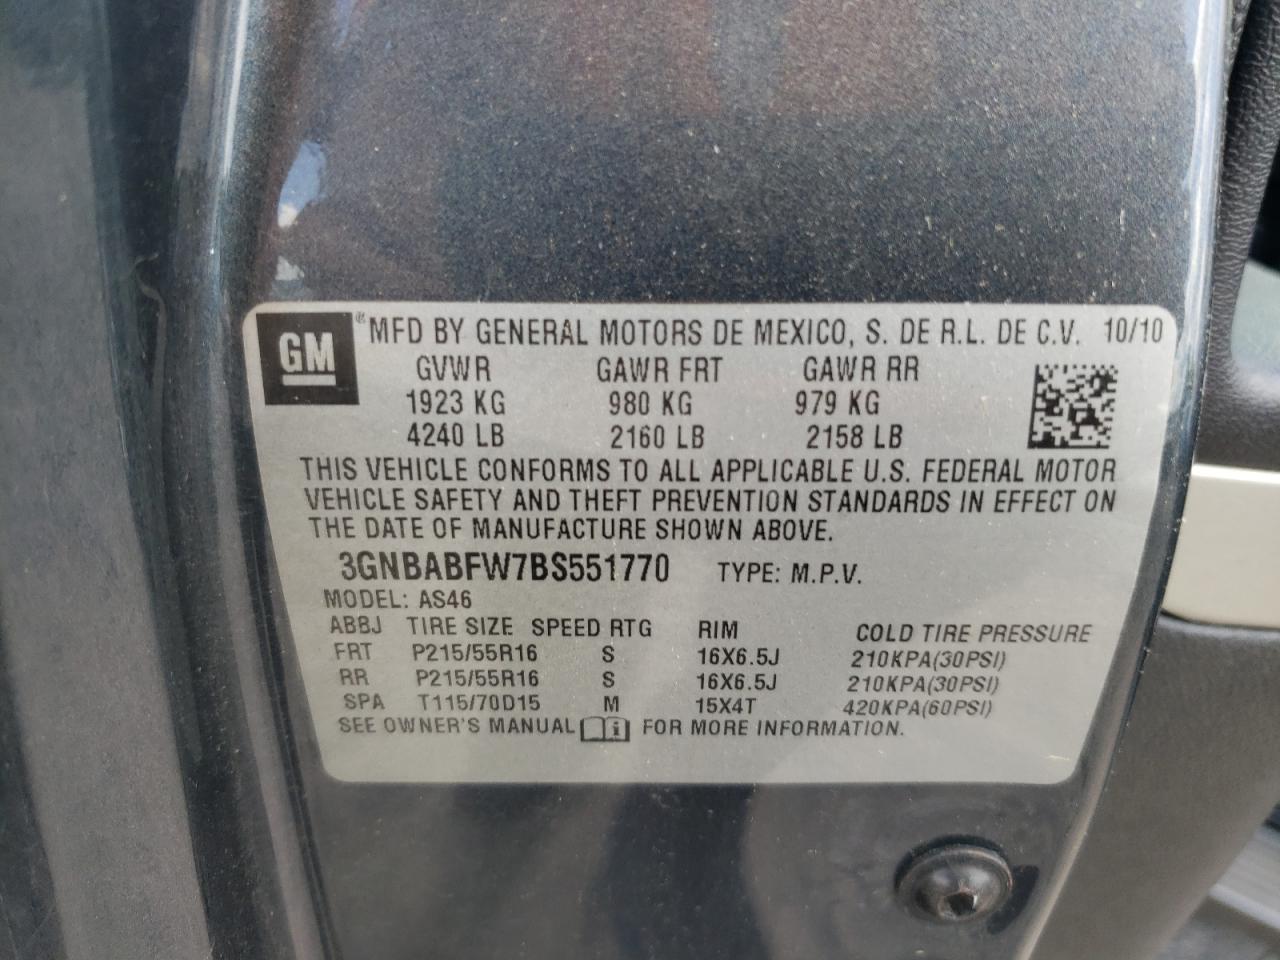 GM ® MFD BY GENERAL MOTORS DE MEXICO, S. DE R.L. DE C.V. 10/10
GVWR GAWR FRT GAWR RR
1923 KG 980 KG 979 KG
4240 LB 2160 LB 2158 LB
THIS VEHICLE CONFORMS TO ALL APPLICABLE U.S. FEDERAL MOTOR
VEHICLE SAFETY AND THEFT PREVENTION STANDARDS IN EFFECT ON
THE DATE OF MANUFACTURE SHOWN ABOVE.
3GNBABFW7BS551770 TYPE: M.P.V.
MODEL: AS46
ABBJ TIRE SIZE SPEED RTG RIM COLD TIRE PRESSURE
FRT P215/55R16 S 16X6.5J 210KPA(30PSI)
RR P215/55R16 S 16X6.5J 210KPA(30PSI)
SPA T115/70D15 M 15X4T 420KPA(60PSI)
SEE OWNER'S MANUAL i FOR MORE INFORMATION.